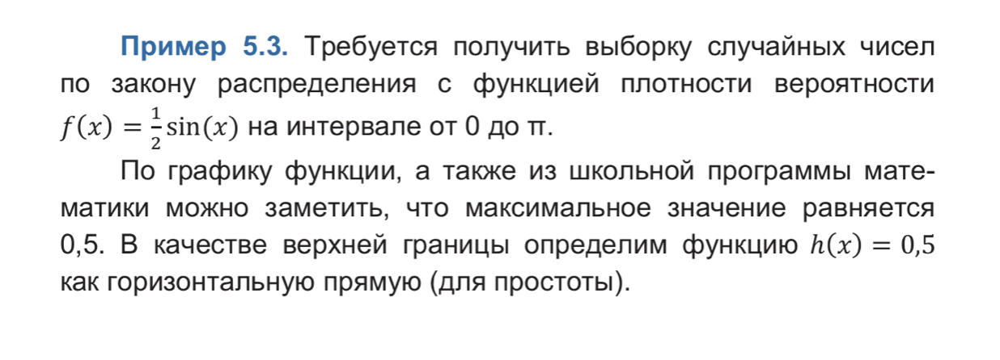 Пример 5.3. Требуется получить выборку случайных чисел
по закону распределения с функцией плотности вероятности
f(x) = 1/2 sin(x) на интервале от 0 до π.
По графику функции, а также из школьной программы мате-
матики можно заметить, что максимальное значение равняется
0,5. В качестве верхней границы определим функцию h(x) = 0,5
как горизонтальную прямую (для простоты).